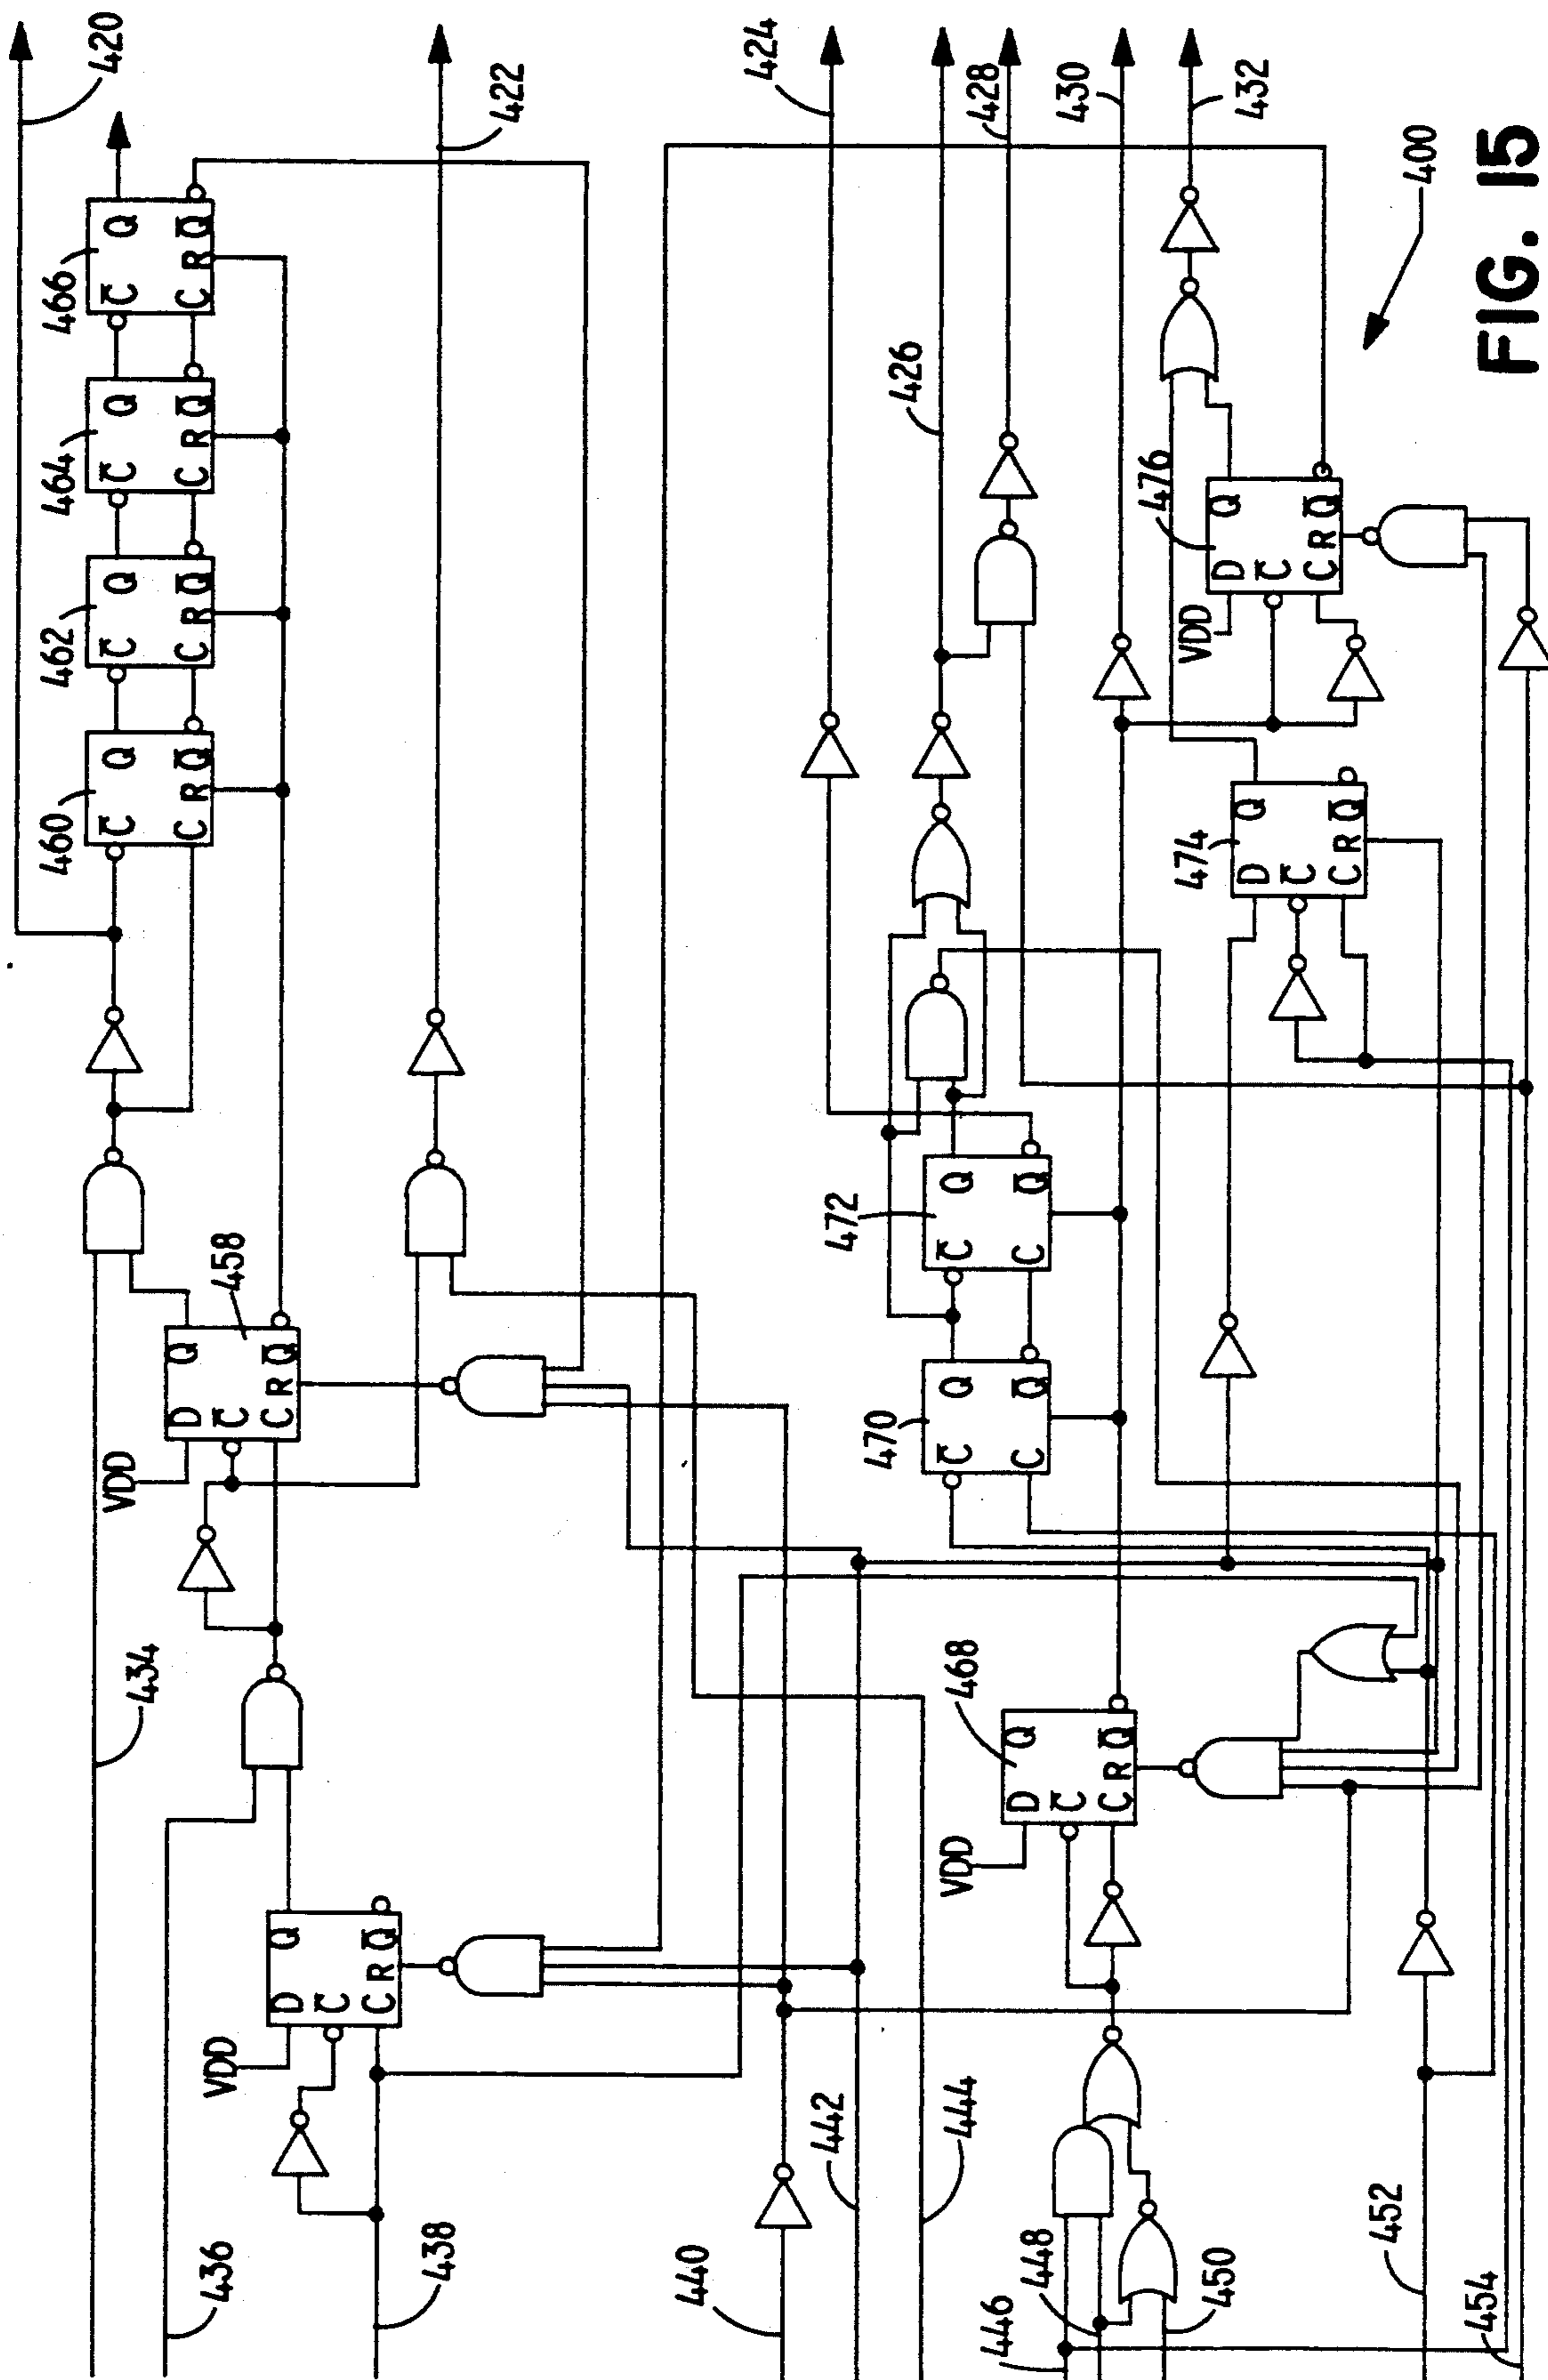 420
466
Q
C̅
Q̅
R
C
464
Q
C̅
Q̅
R
C
462
Q
C̅
Q̅
R
C
460
Q
C̅
Q̅
R
C
422
434
458
VDD
D
Q
C̅
Q̅
C
R
436
VDD
D
Q
C̅
Q̅
C
R
438
424
426
428
430
432
440
442
444
472
C̅
Q
C
Q̅
470
C̅
Q
C
Q̅
468
VDD
D
Q
C̅
Q̅
C
R
476
VDD
D
Q
C̅
Q̅
C
R
474
D
Q
C̅
Q̅
C
R
446
448
450
452
454
400
FIG. 15